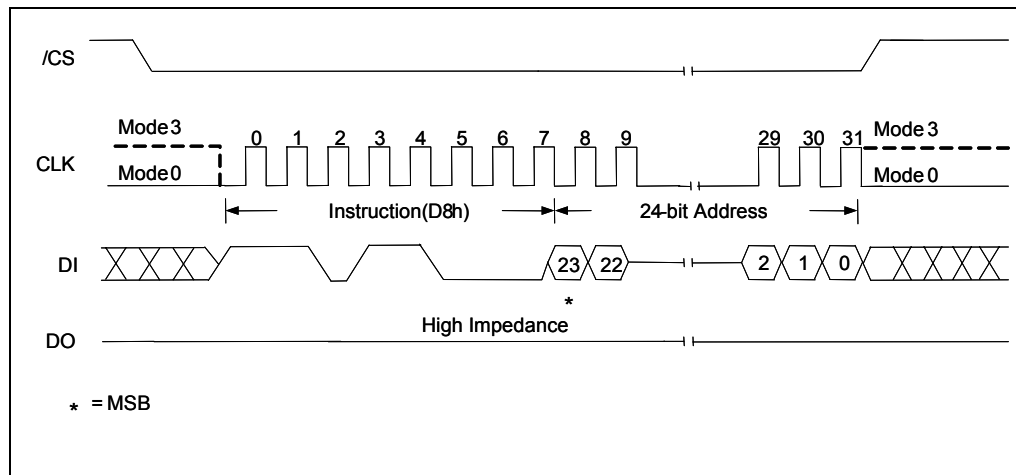 /CS
Mode 3
0 1 2 3 4 5 6 7 8 9 29 30 31
Mode 3
CLK
Mode 0
Mode 0
Instruction(D8h)
24-bit Address
DI
23 22 2 1 0
*
High Impedance
DO
* = MSB